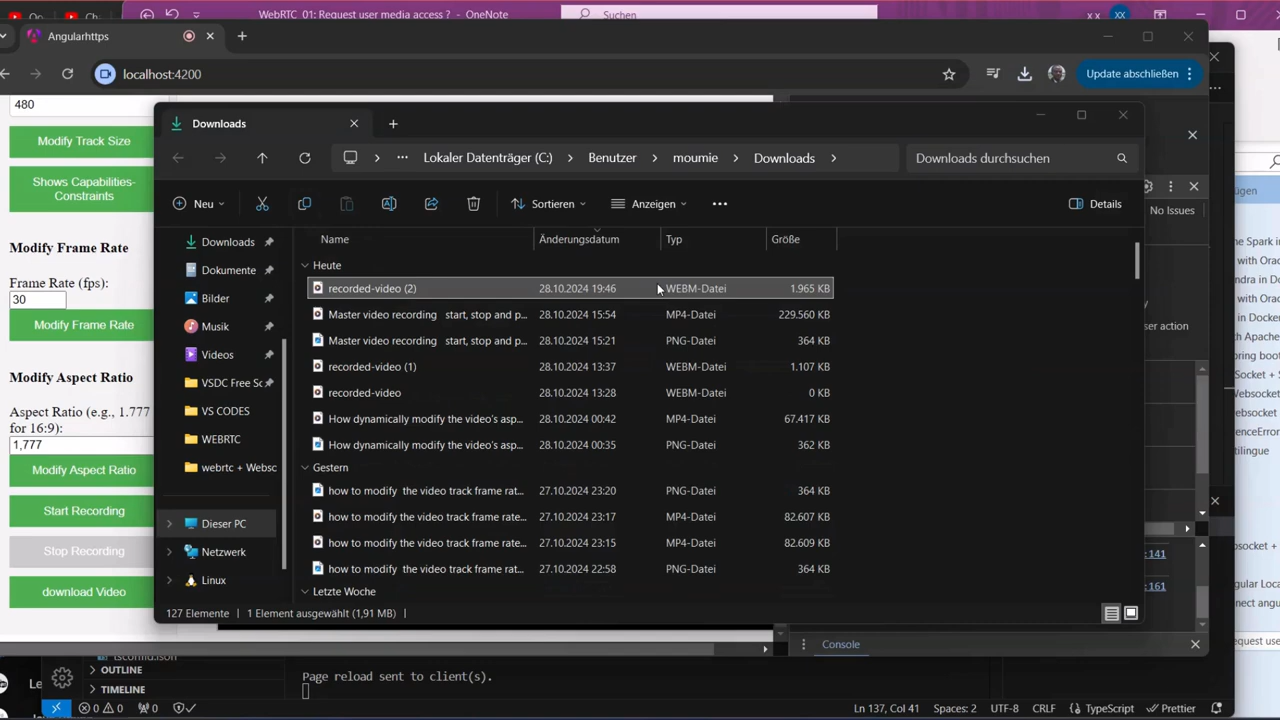 WebRTC_01: Request user media access ? - OneNote
Suchen
x x
XX
Angularhttps
localhost:4200
Update abschließen
480
Modify Track Size
Shows Capabilities-
Constraints
Modify Frame Rate
Frame Rate (fps):
30
Modify Frame Rate
Modify Aspect Ratio
Aspect Ratio (e.g., 1.777
for 16:9):
1,777
Modify Aspect Ratio
Start Recording
Stop Recording
download Video
Downloads
Lokaler Datenträger (C:)
Benutzer
moumie
Downloads
Downloads durchsuchen
Neu
Sortieren
Anzeigen
Details
Downloads
Dokumente
Bilder
Musik
Videos
VSDC Free Sc
VS CODES
WEBRTC
webrtc + Websc
Dieser PC
Netzwerk
Linux
Name Änderungsdatum Typ Größe
Heute
recorded-video (2) 28.10.2024 19:46 WEBM-Datei 1.965 KB
Master video recording start, stop and p... 28.10.2024 15:54 MP4-Datei 229.560 KB
Master video recording start, stop and p... 28.10.2024 15:21 PNG-Datei 364 KB
recorded-video (1) 28.10.2024 13:37 WEBM-Datei 1.107 KB
recorded-video 28.10.2024 13:28 WEBM-Datei 0 KB
How dynamically modify the video's asp... 28.10.2024 00:42 MP4-Datei 67.417 KB
How dynamically modify the video's asp... 28.10.2024 00:35 PNG-Datei 362 KB
Gestern
how to modify the video track frame rat... 27.10.2024 23:20 PNG-Datei 364 KB
how to modify the video track frame rate... 27.10.2024 23:17 MP4-Datei 82.607 KB
how to modify the video track frame rate... 27.10.2024 23:15 MP4-Datei 82.609 KB
how to modify the video track frame rat... 27.10.2024 22:58 PNG-Datei 364 KB
Letzte Woche
127 Elemente
1 Element ausgewählt (1,91 MB)
No Issues
ser action
:141
:161
Console
OUTLINE
TIMELINE
Page reload sent to client(s).
0
0
0
Ln 137, Col 41
Spaces: 2
UTF-8
CRLF
TypeScript
Prettier